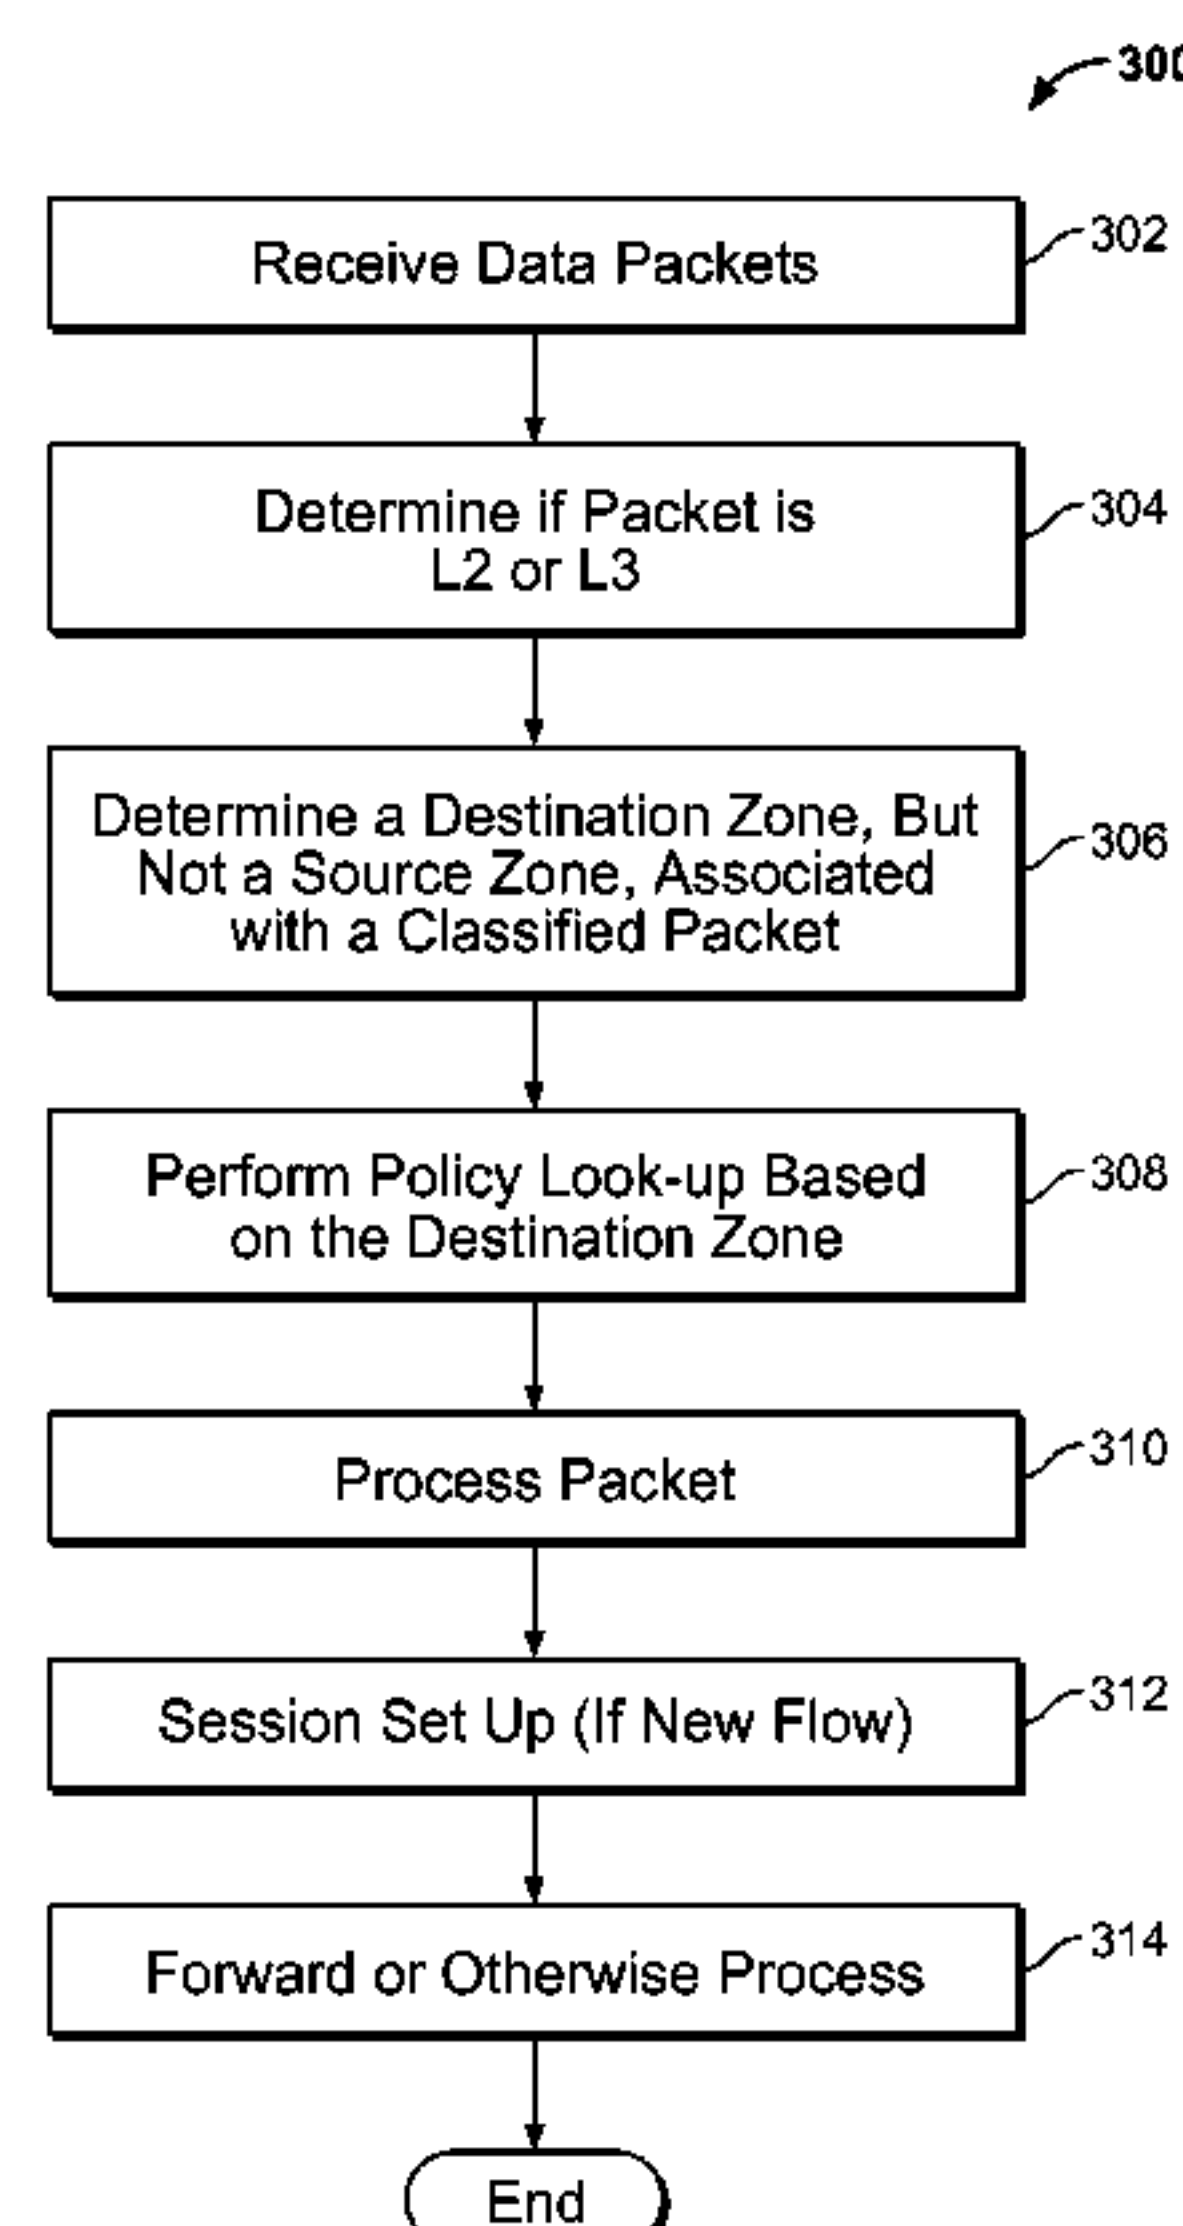 300
Receive Data Packets
302
Determine if Packet is
L2 or L3
304
Determine a Destination Zone, But
Not a Source Zone, Associated
with a Classified Packet
306
Perform Policy Look-up Based
on the Destination Zone
308
Process Packet
310
Session Set Up (If New Flow)
312
Forward or Otherwise Process
314
End